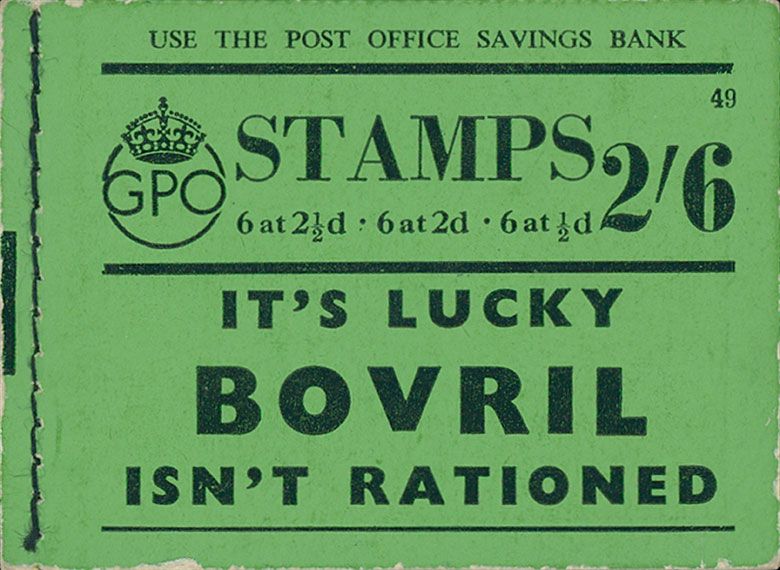 USE THE POST OFFICE SAVINGS BANK
49
GPO
STAMPS 2/6
6 at 2½d · 6 at 2d · 6 at ½d
IT'S LUCKY
BOVRIL
ISN'T RATIONED